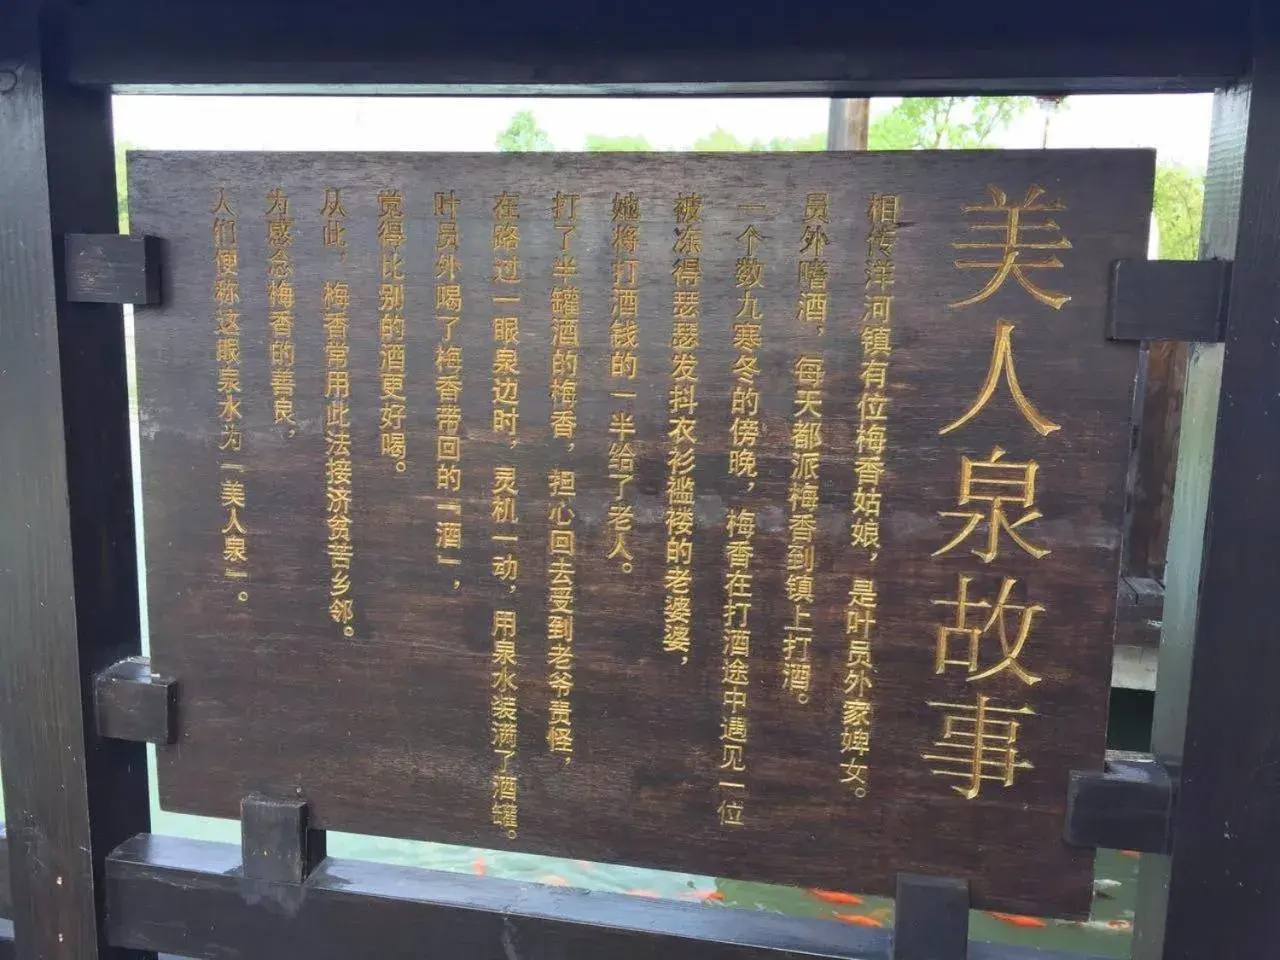 美人泉故事
相传洋河镇有位梅香姑娘，是叶员外家婢女。
员外嗜酒，每天都派梅香到镇上打酒。
一个数九寒冬的傍晚，梅香在打酒途中遇见一位
被冻得瑟瑟发抖衣衫褴褛的老婆婆，
她将打酒钱的一半给了老人。
打了半罐酒的梅香，担心回去受到老爷责怪，
在路过一眼泉边时，灵机一动，用泉水装满了酒罐。
叶员外喝了梅香带回的『酒』，
觉得比别的酒更好喝。
从此，梅香常用此法接济贫苦乡邻。
为感念梅香的善良，
人们便称这眼泉水为『美人泉』。